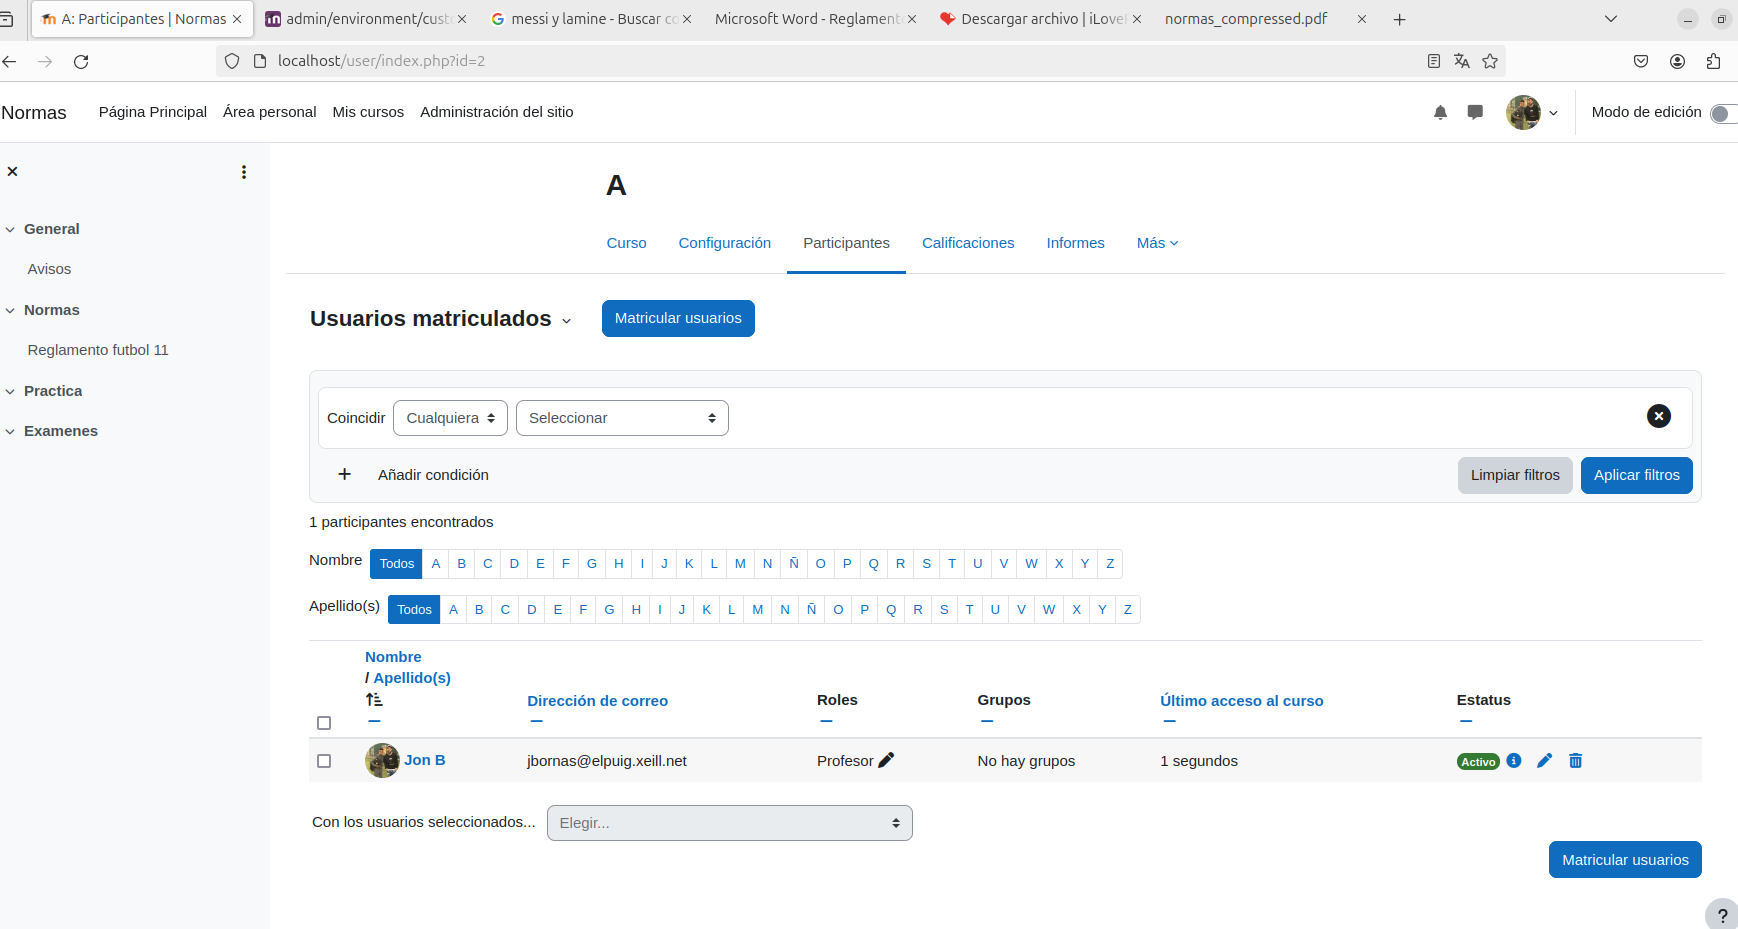 A: Participantes | Normas
admin/environment/cust
messi y lamine - Buscar co
Microsoft Word - Reglament
Descargar archivo | iLove
normas_compressed.pdf
localhost/user/index.php?id=2
Normas
Página Principal
Área personal
Mis cursos
Administración del sitio
Modo de edición
General
Avisos
Normas
Reglamento futbol 11
Practica
Examenes
A
Curso
Configuración
Participantes
Calificaciones
Informes
Más
Usuarios matriculados
Matricular usuarios
Coincidir
Cualquiera
Seleccionar
Añadir condición
Limpiar filtros
Aplicar filtros
1 participantes encontrados
Nombre Todos A B C D E F G H I J K L M N Ñ O P Q R S T U V W X Y Z
Apellido(s) Todos A B C D E F G H I J K L M N Ñ O P Q R S T U V W X Y Z
Nombre
/ Apellido(s)
Dirección de correo
Roles
Grupos
Último acceso al curso
Estatus
Jon B
jbornas@elpuig.xeill.net
Profesor
No hay grupos
1 segundos
Activo
Con los usuarios seleccionados...
Elegir...
Matricular usuarios
?